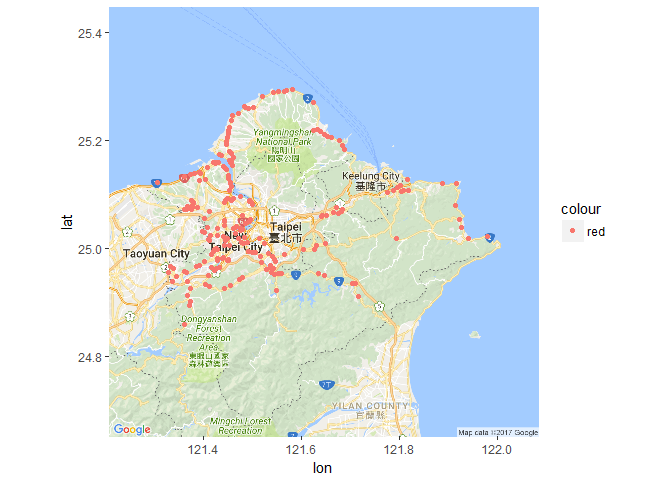 25.4
25.2
25.0
24.8
lat
121.4
121.6
121.8
122.0
lon
colour
red
Yangmingshan
National Park
陽明山
國家公園
Keelung City
基隆市
Taipei
臺北市
New
Taipei City
Taoyuan City
Dongyanshan
Forest
Recreation
Area
東眼山國家
森林遊樂區
YILAN COUNTY
宜蘭縣
Mingchi Forest
Recreation
Google
Map data ©2017 Google